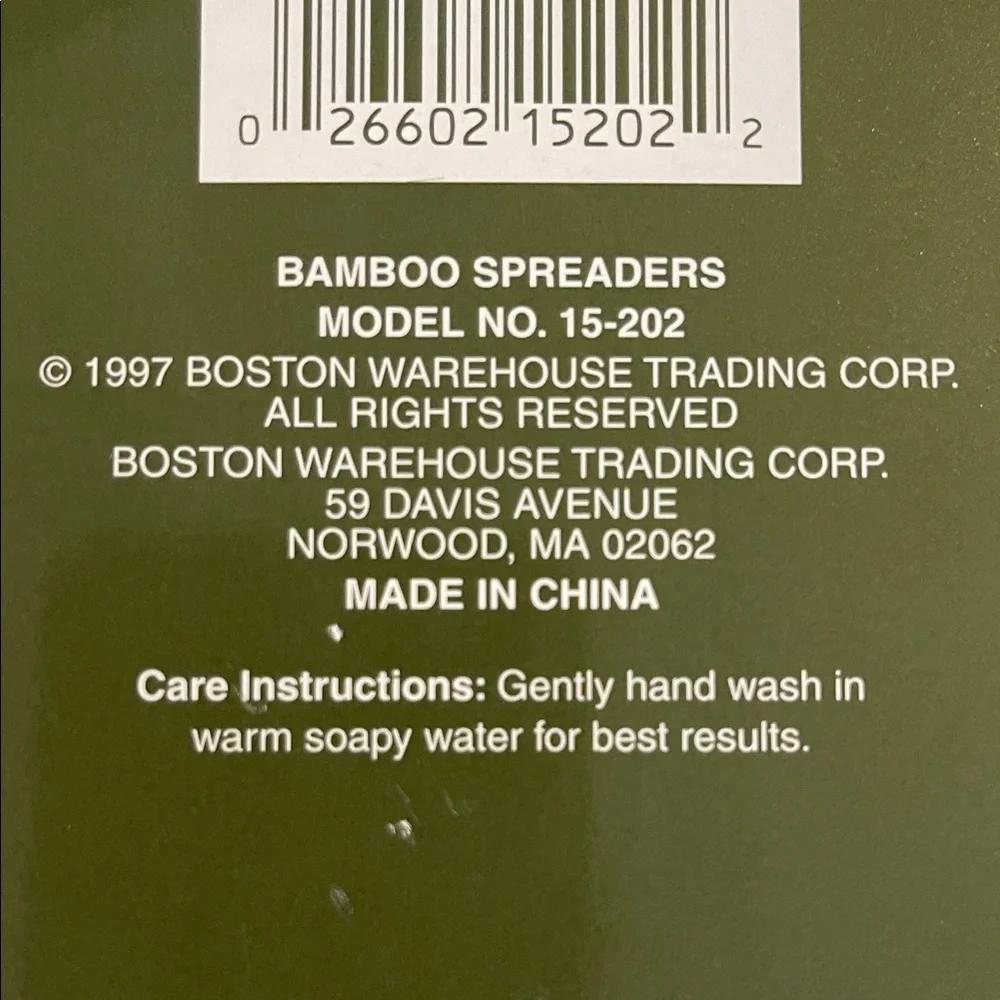 0 26602 15202 2
BAMBOO SPREADERS
MODEL NO. 15-202
© 1997 BOSTON WAREHOUSE TRADING CORP.
ALL RIGHTS RESERVED
BOSTON WAREHOUSE TRADING CORP.
59 DAVIS AVENUE
NORWOOD, MA 02062
MADE IN CHINA
Care Instructions: Gently hand wash in
warm soapy water for best results.